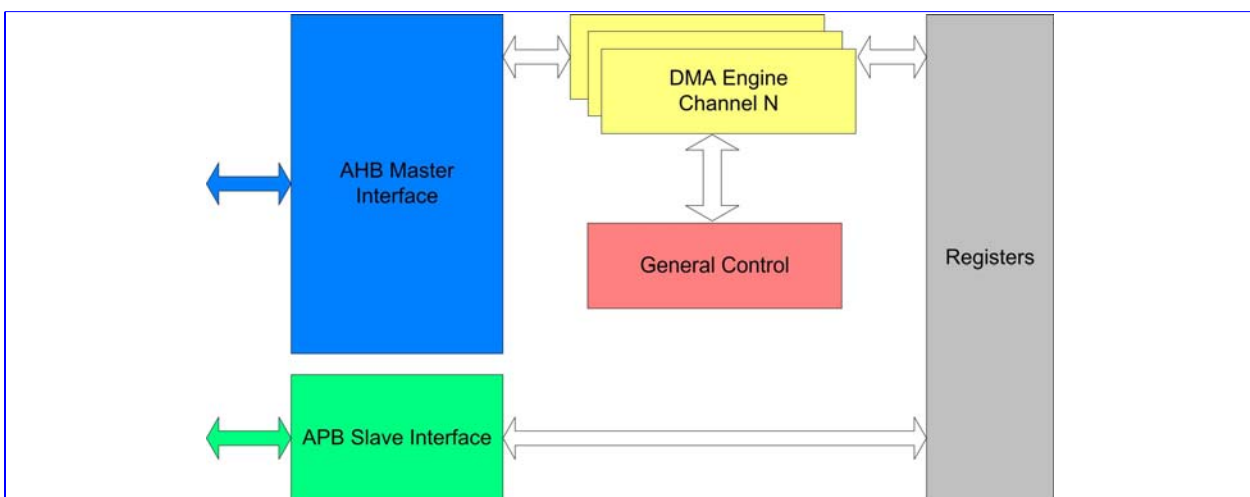 DMA Engine
Channel N
AHB Master
Interface
General Control
Registers
APB Slave Interface